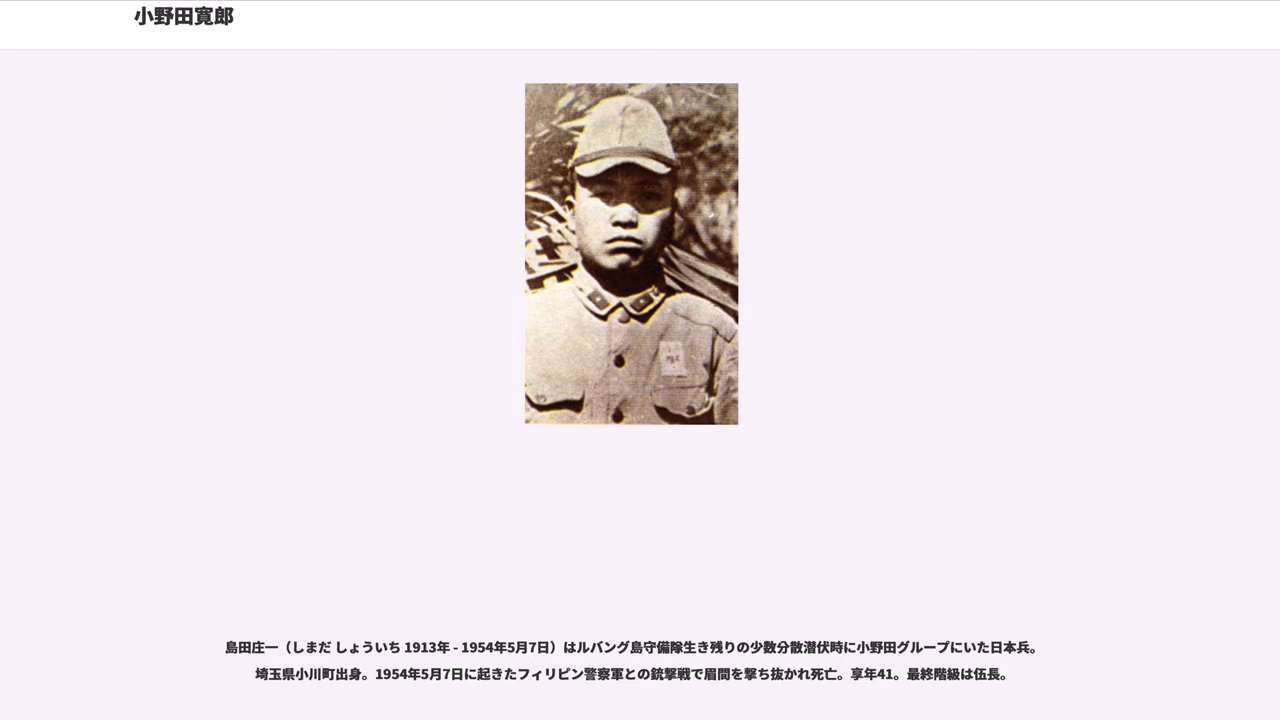 小野田寛郎
島田庄一（しまだ しょういち 1913年 - 1954年5月7日）はルバング島守備隊生き残りの少数分散潜伏時に小野田グループにいた日本兵。
埼玉県小川町出身。1954年5月7日に起きたフィリピン警察軍との銃撃戦で眉間を撃ち抜かれ死亡。享年41。最終階級は伍長。